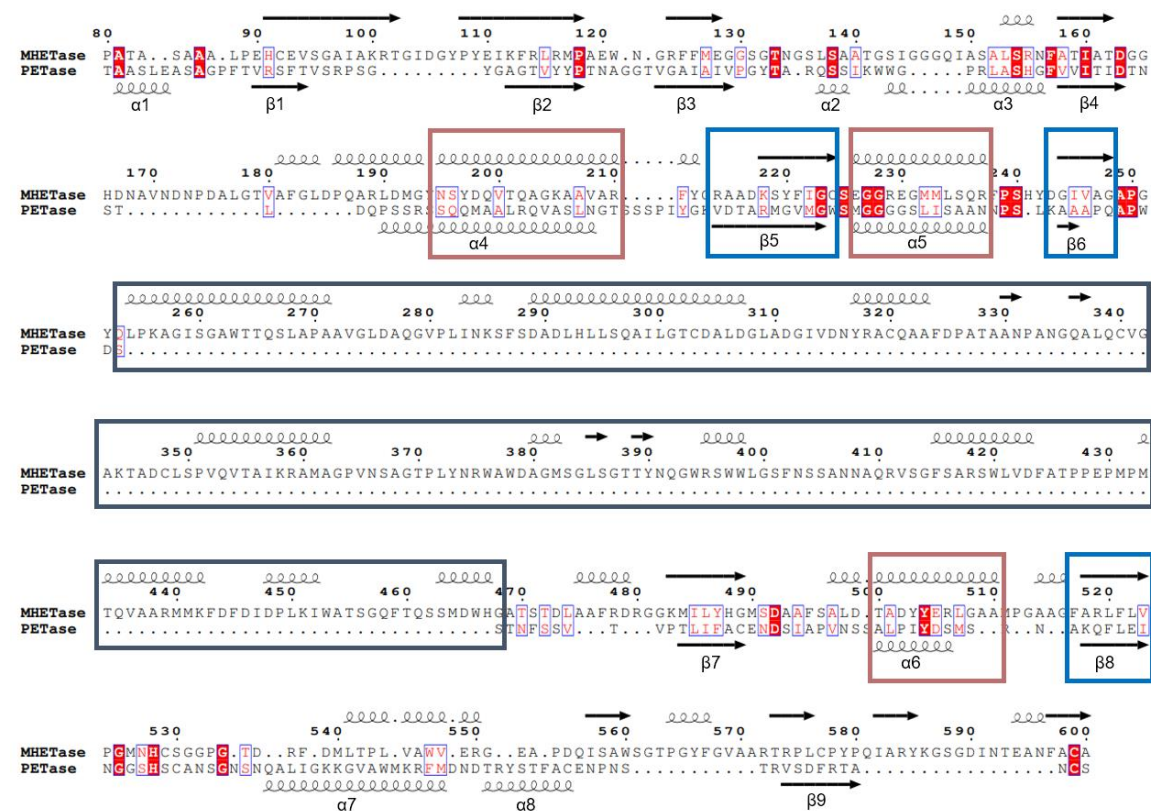 80 90 100 110 120 130 140 150 160
MHETase PATA..SAAA.LPEHCEVSGAIAKRTGIDGYPYEIKFRLRMPAEW.N.GRFFMEGGSGTNGSLSAATGSIGGGQIASALSRNFATIATDGG
PETase TAASLEASAGPFTVRSFTVSRPSG.........YGAGTVYYPTNAGGTVGAIAIVPGYTA.RQSSIKWWG......PRLASHGFVVITIDTN
α1 β1 β2 β3 α2 α3 β4
170 180 190 200 210 220 230 240 250
MHETase HDNAVNDNPDALGTVAFGLDPQARLDMGYNSYDQVTQAGKAAVAR.....FYGRAADKSYFIGCSEGGREGMMLSQRFPSHYDGIVAGAPG
PETase ST............L.......DQPSSRSSQQMAALRQVASLNGTSSSPIYGKVDTARMGVMGWSMGGGGSLISAANNPSLKAAAPQAPW
α4 β5 α5 β6
260 270 280 290 300 310 320 330 340
MHETase YQLPKAGISGAWTTQSLAPAAVGLDAQGVPLINKSFSDADLHLLSQAILGTCDALDGLADGIVDNYRACQAAFDPATAANPANGQALQCVG
PETase DS.........................................................................................
350 360 370 380 390 400 410 420 430
MHETase AKTADCLSPVQVTAIKRAMAGPVNSAGTPLYNRWAWDAGMSGLSGTTYNQGWRSWWLGSFNSSANNAQRVSGFSARSWLVDFATPPEPMPM
PETase ...........................................................................................
440 450 460 470 480 490 500 510 520
MHETase TQVAARMMKFDFDIDPLKIWATSGQFTQSSMDWHGATSTDLAAFRDRGGKMILYHGMSDAAFSALDTADYYERLGAAMPGAAGFARLFLV
PETase ..................................STNFSSV...T...VPTLIFACENDSIAPVNSSALPIYDSMS..R..N..AKQFLEI
β7 α6 β8
530 540 550 560 570 580 590 600
MHETase PGMNHCSGGPG.TD..RF.DMLTPL.VAWV.ERG..EA.PDQISAWSGTPGYFGVAARTRPLCPYPQIARYKGSGDINTEANFACA
PETase NGGSHSCANSGNSNQALIGKKGVAWMKRFMDNDTRYSTFACENPNS............TRVSDFRTA.................NCS
α7 α8 β9